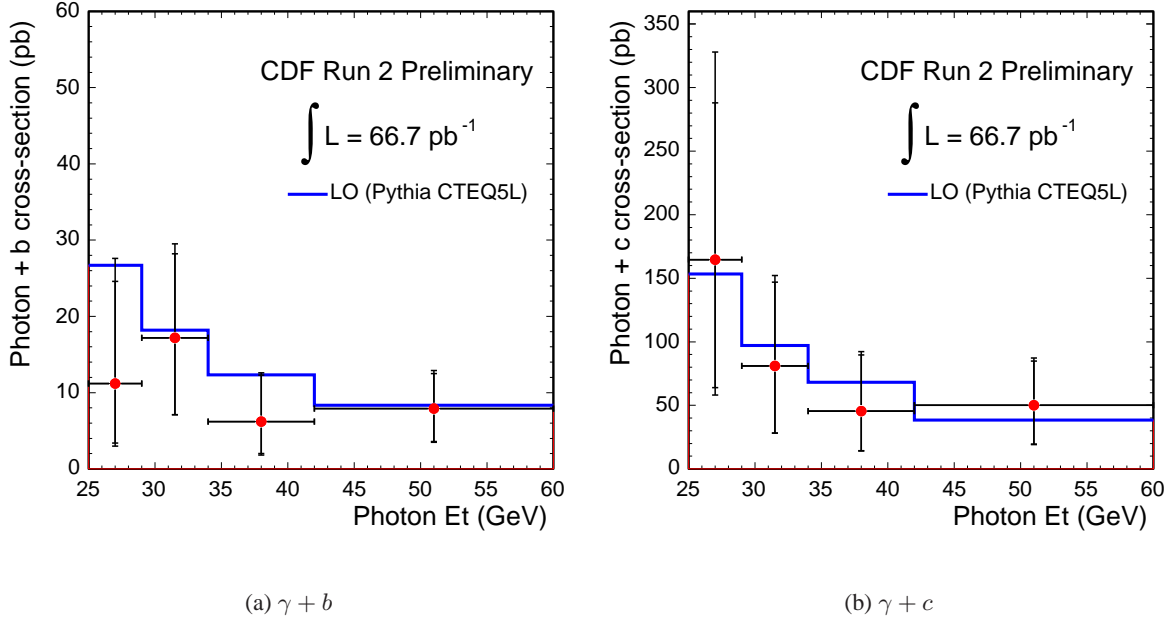 Photon + b cross-section (pb)
60
50
40
30
20
10
0
CDF Run 2 Preliminary
∫ L = 66.7 pb⁻¹
LO (Pythia CTEQ5L)
25 30 35 40 45 50 55 60
Photon Et (GeV)
(a) γ + b
Photon + c cross-section (pb)
350
300
250
200
150
100
50
0
CDF Run 2 Preliminary
∫ L = 66.7 pb⁻¹
LO (Pythia CTEQ5L)
25 30 35 40 45 50 55 60
Photon Et (GeV)
(b) γ + c